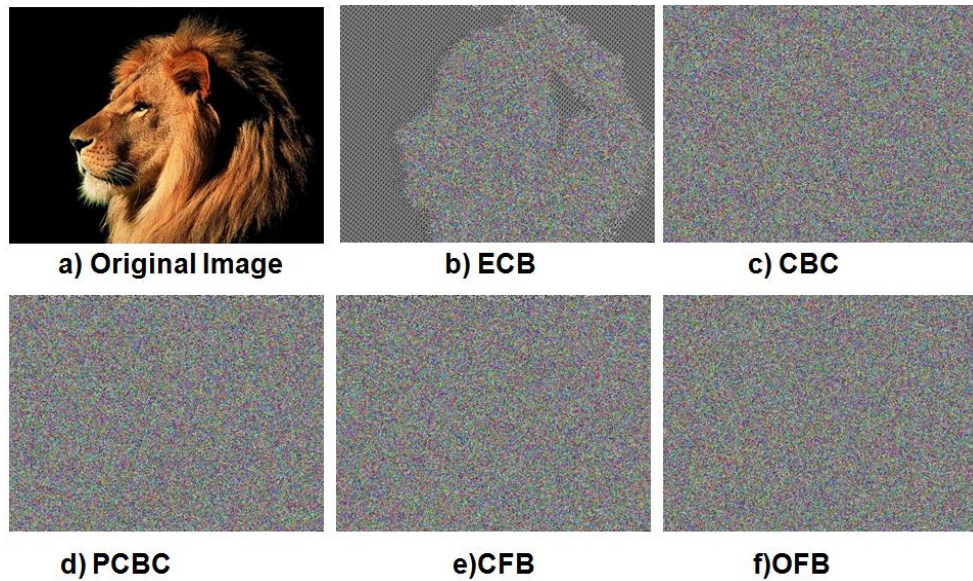 a) Original Image
b) ECB
c) CBC
d) PCBC
e)CFB
f)OFB